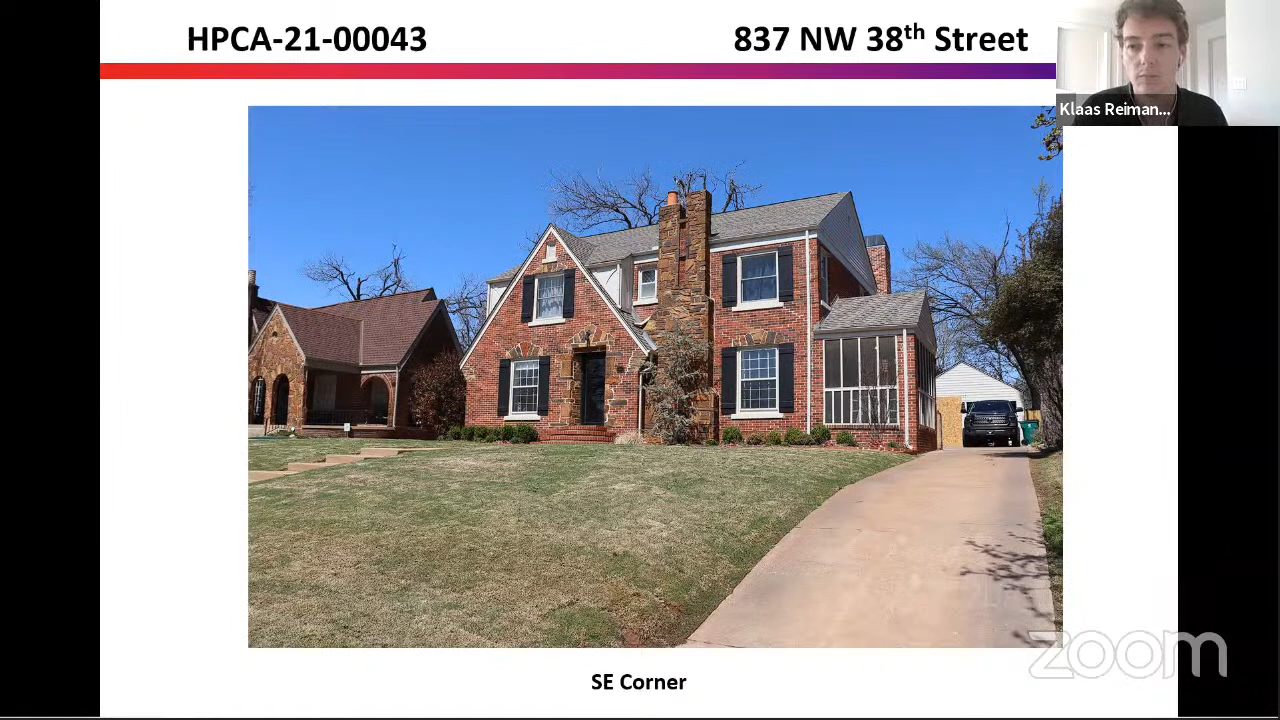 HPCA-21-00043
837 NW 38th Street
Klaas Reiman...
SE Corner
zoom